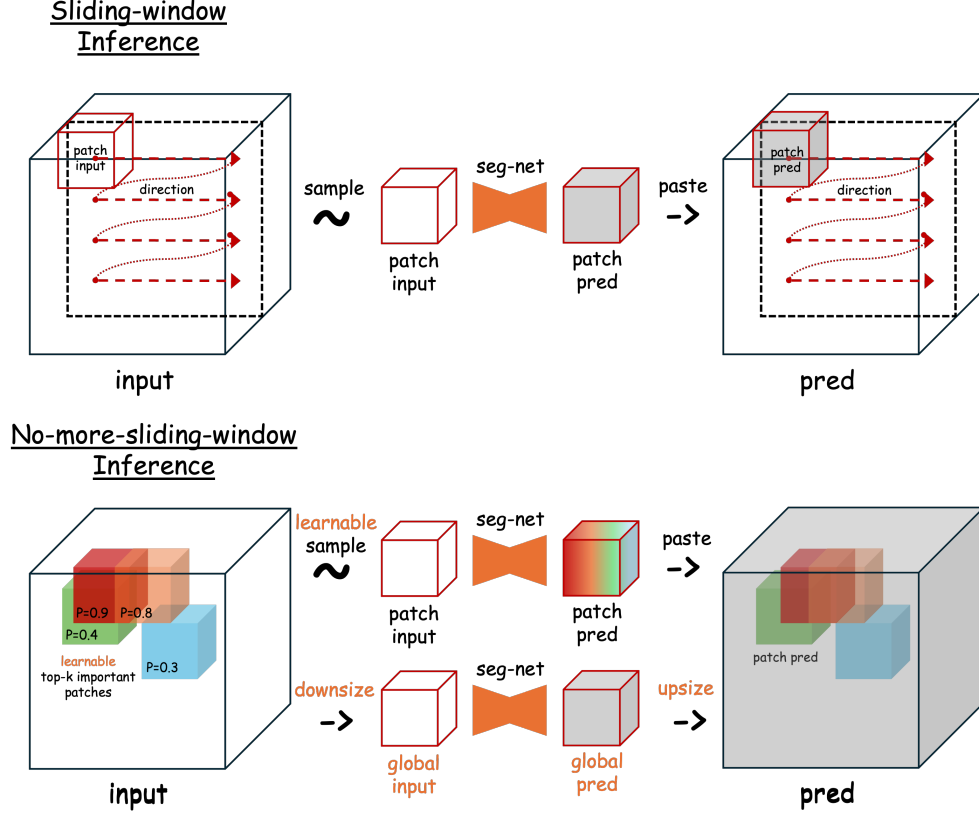 Sliding-window
Inference
patch
input
direction
input
sample
patch
input
seg-net
patch
pred
paste
patch
pred
direction
pred
No-more-sliding-window
Inference
P=0.9
P=0.8
P=0.4
P=0.3
learnable
top-k important
patches
input
learnable
sample
patch
input
seg-net
patch
pred
paste
downsize
global
input
seg-net
global
pred
upsize
patch pred
pred